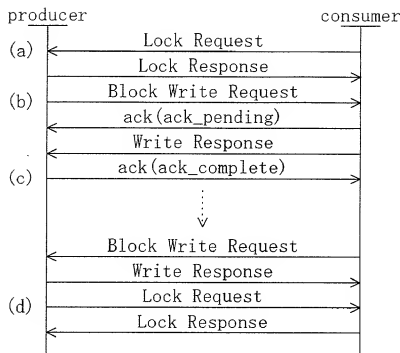 producer consumer
(a) Lock Request
Lock Response
(b) Block Write Request
ack(ack_pending)
Write Response
(c) ack(ack_complete)
Block Write Request
Write Response
(d) Lock Request
Lock Response